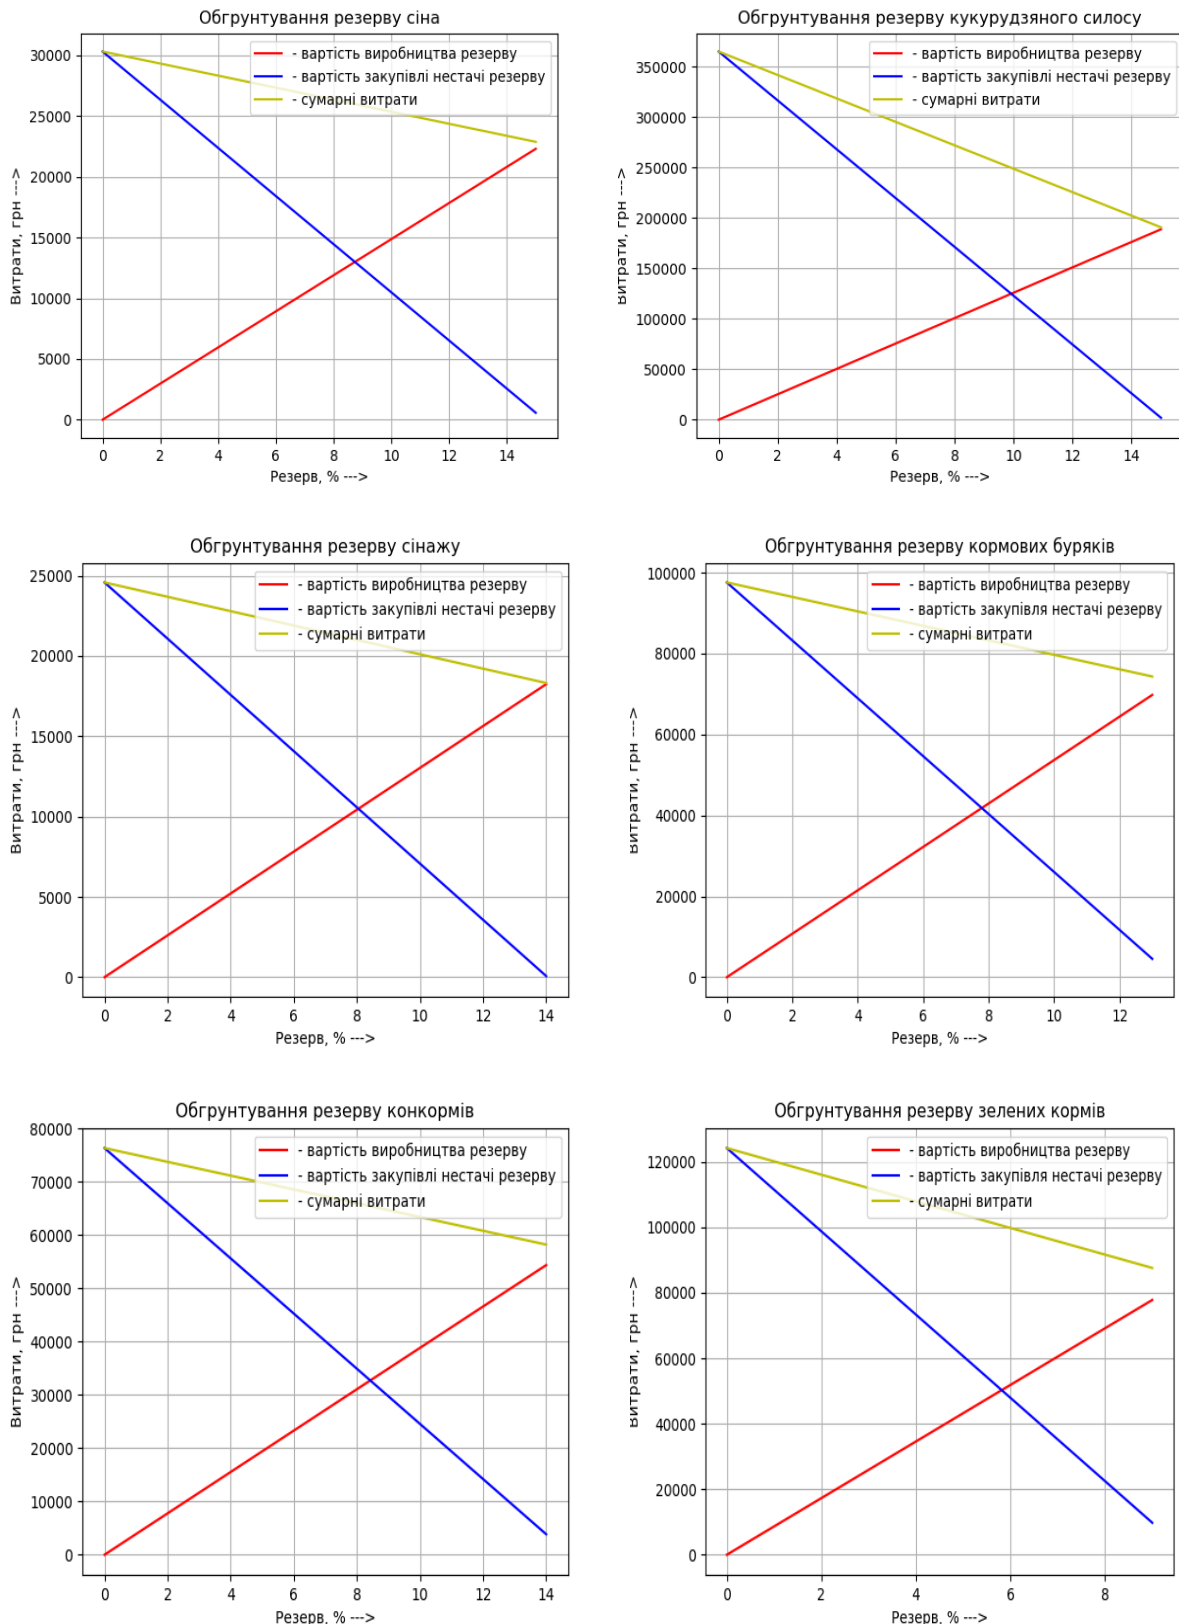 Обгрунтування резерву сіна
- вартість виробництва резерву
- вартість закупівлі нестачі резерву
- сумарні витрати
30000
25000
20000
15000
10000
5000
0
Витрати, грн --->
0 2 4 6 8 10 12 14
Резерв, % --->
Обгрунтування резерву кукурудзяного силосу
- вартість виробництва резерву
- вартість закупівлі нестачі резерву
- сумарні витрати
350000
300000
250000
200000
150000
100000
50000
0
Витрати, грн --->
0 2 4 6 8 10 12 14
Резерв, % --->
Обгрунтування резерву сінажу
- вартість виробництва резерву
- вартість закупівлі нестачі резерву
- сумарні витрати
25000
20000
15000
10000
5000
0
Витрати, грн --->
0 2 4 6 8 10 12 14
Резерв, % --->
Обгрунтування резерву кормових буряків
- вартість виробництва резерву
- вартість закупівля нестачі резерву
- сумарні витрати
100000
80000
60000
40000
20000
0
Витрати, грн --->
0 2 4 6 8 10 12
Резерв, % --->
Обгрунтування резерву конкормів
- вартість виробництва резерву
- вартість закупівлі нестачі резерву
- сумарні витрати
80000
70000
60000
50000
40000
30000
20000
10000
0
Витрати, грн --->
0 2 4 6 8 10 12 14
Резерв, % --->
Обгрунтування резерву зелених кормів
- вартість виробництва резерву
- вартість закупівля нестачі резерву
- сумарні витрати
120000
100000
80000
60000
40000
20000
0
Витрати, грн --->
0 2 4 6 8
Резерв, % --->